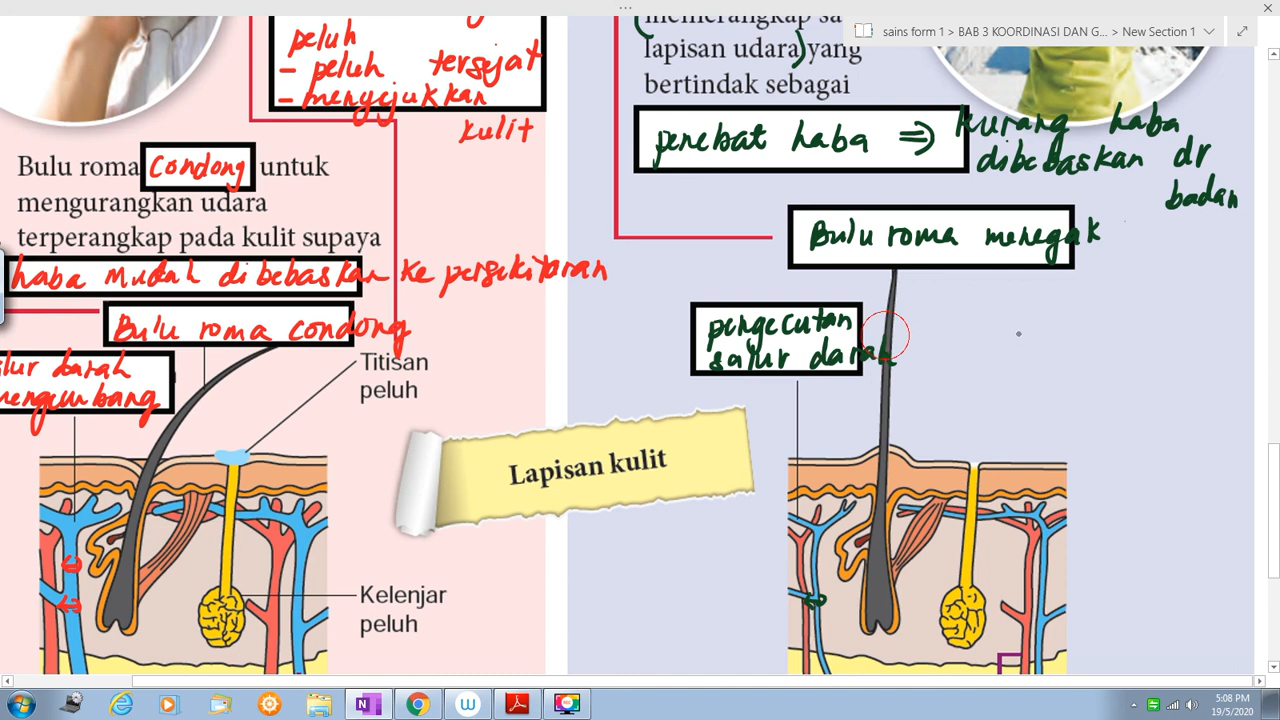 sains form 1 > BAB 3 KOORDINASI DAN G... > New Section 1
peluh
- peluh tersejat
- menyejukkan
kulit
Bulu roma condong untuk
mengurangkan udara
terperangkap pada kulit supaya
haba mudah dibebaskan ke persekitaran
Bulu roma condong
darah
mengembang
Titisan
peluh
Kelenjar
peluh
Lapisan kulit
memerangkap
(lapisan udara) yang
bertindak sebagai
penebat haba ⇒ kurang haba
dibebaskan dr
badan
Bulu roma menegak
pengecutan
salur darah
5:08 PM
19/5/2020